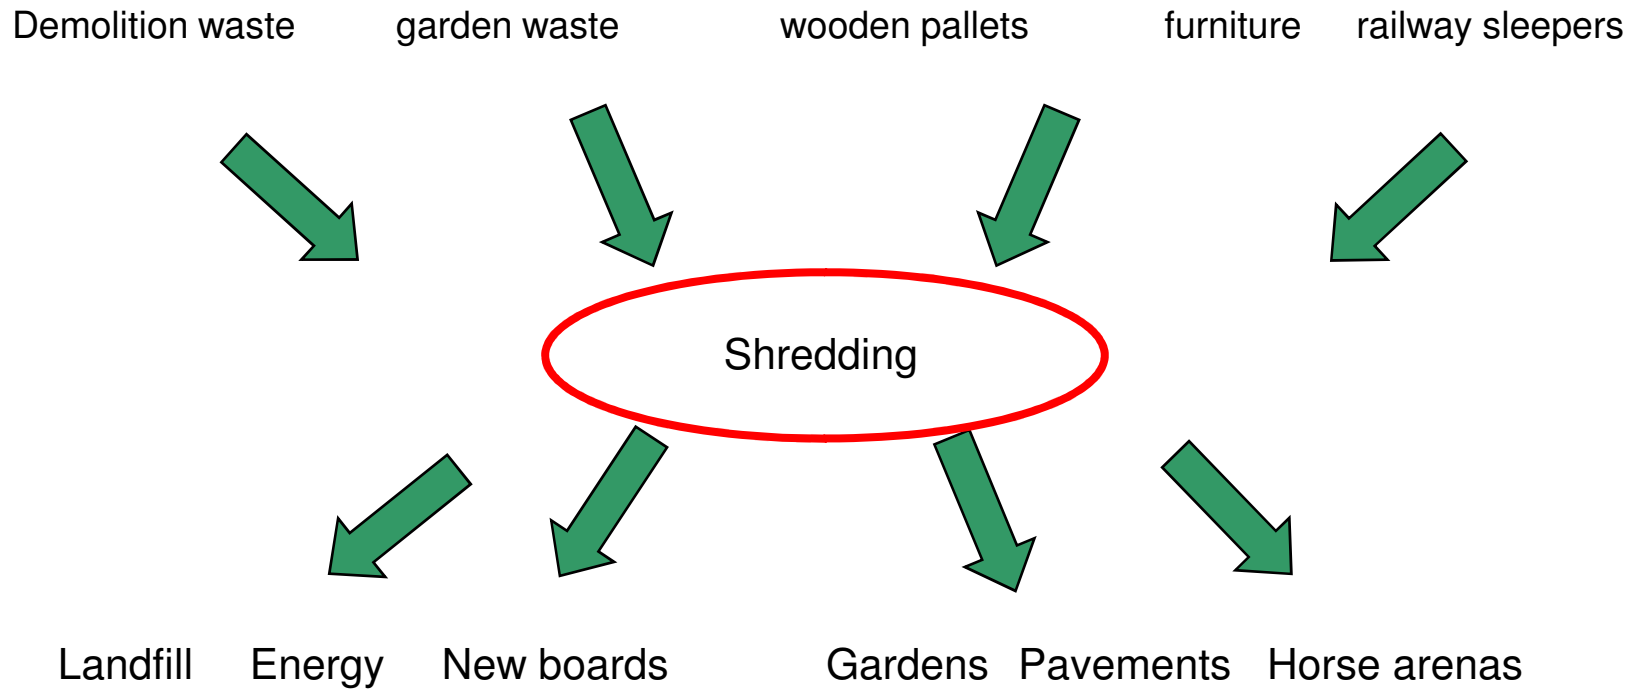 Demolition waste garden waste wooden pallets furniture railway sleepers
Shredding
Landfill Energy New boards Gardens Pavements Horse arenas